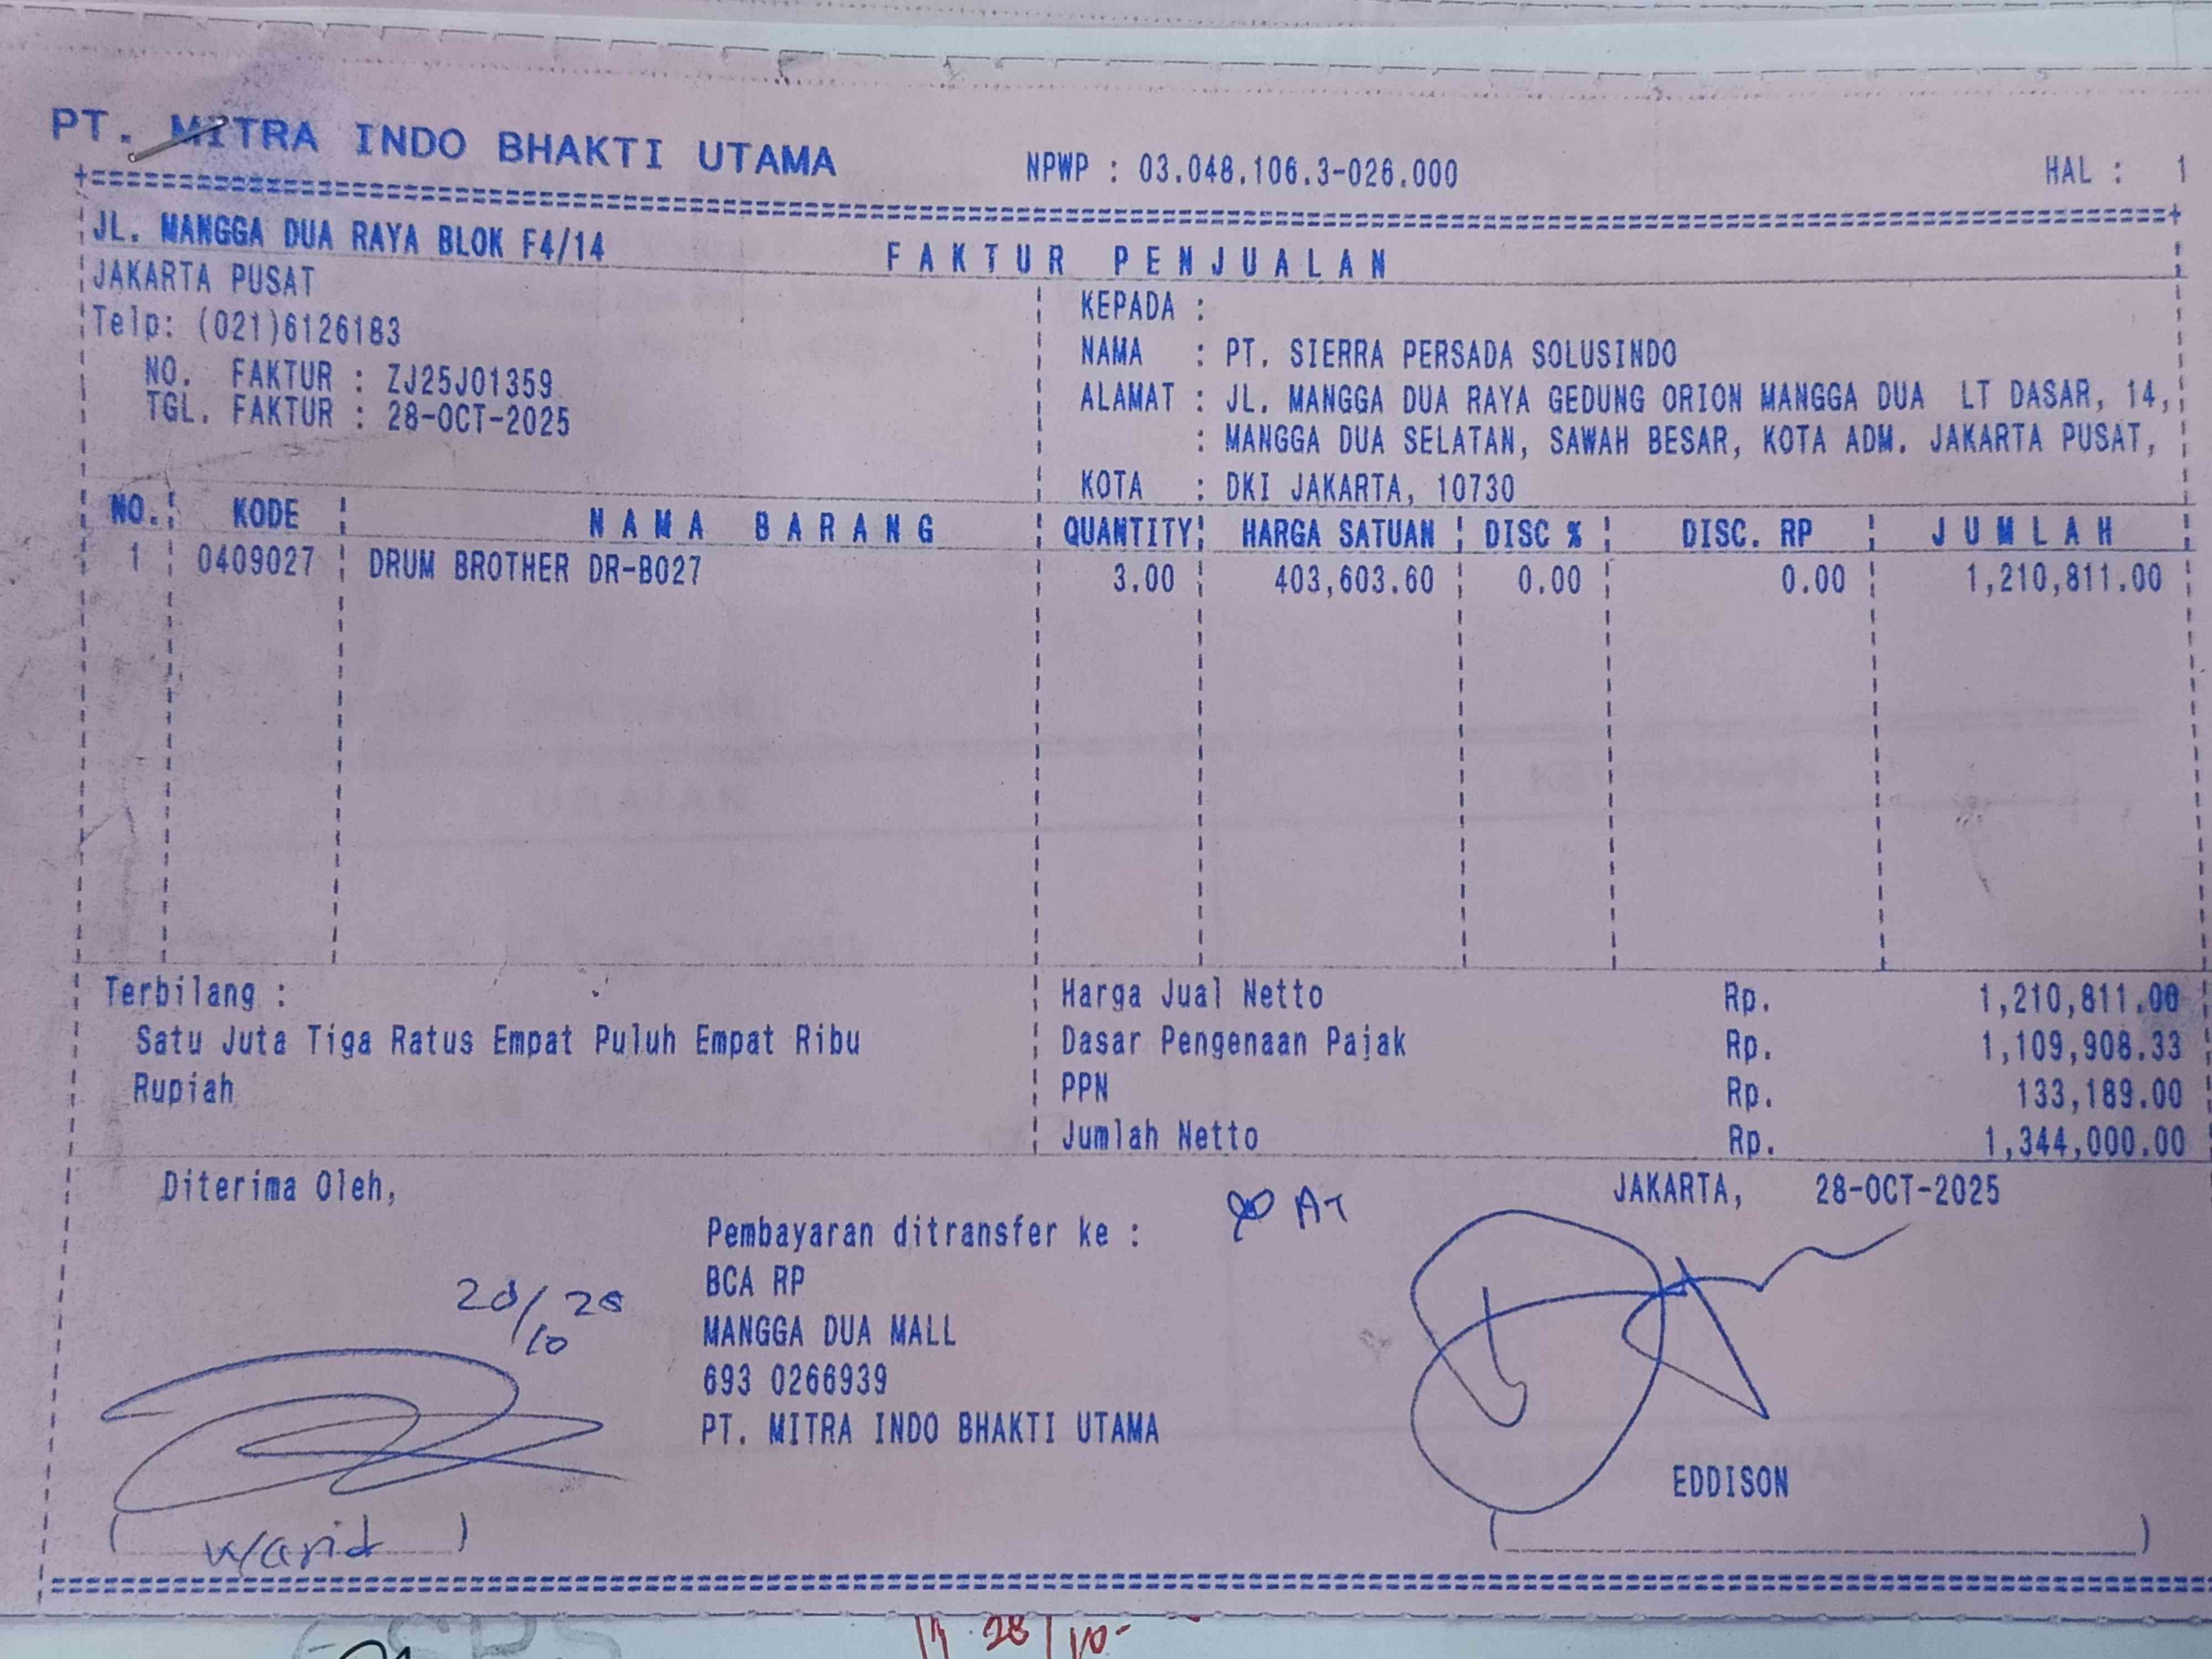 PT. MITRA INDO BHAKTI UTAMA
NPWP : 03.048.106.3-026.000
HAL : 1
JL. MANGGA DUA RAYA BLOK F4/14
JAKARTA PUSAT
Telp: (021)6126183
NO. FAKTUR : ZJ25J01359
TGL. FAKTUR : 28-OCT-2025
FAKTUR PENJUALAN
KEPADA :
NAMA : PT. SIERRA PERSADA SOLUSINDO
ALAMAT : JL. MANGGA DUA RAYA GEDUNG ORION MANGGA DUA LT DASAR, 14,
: MANGGA DUA SELATAN, SAWAH BESAR, KOTA ADM. JAKARTA PUSAT,
KOTA : DKI JAKARTA, 10730
NO. KODE NAMA BARANG QUANTITY HARGA SATUAN DISC % DISC. RP JUMLAH
1 0409027 DRUM BROTHER DR-B027 3.00 403,603.60 0.00 0.00 1,210,811.00
Terbilang :
Satu Juta Tiga Ratus Empat Puluh Empat Ribu
Rupiah
Harga Jual Netto Rp. 1,210,811.00
Dasar Pengenaan Pajak Rp. 1,109,908.33
PPN Rp. 133,189.00
Jumlah Netto Rp. 1,344,000.00
Diterima Oleh,
Pembayaran ditransfer ke :
BCA RP
MANGGA DUA MALL
693 0266939
PT. MITRA INDO BHAKTI UTAMA
JAKARTA, 28-OCT-2025
EDDISON
28/10